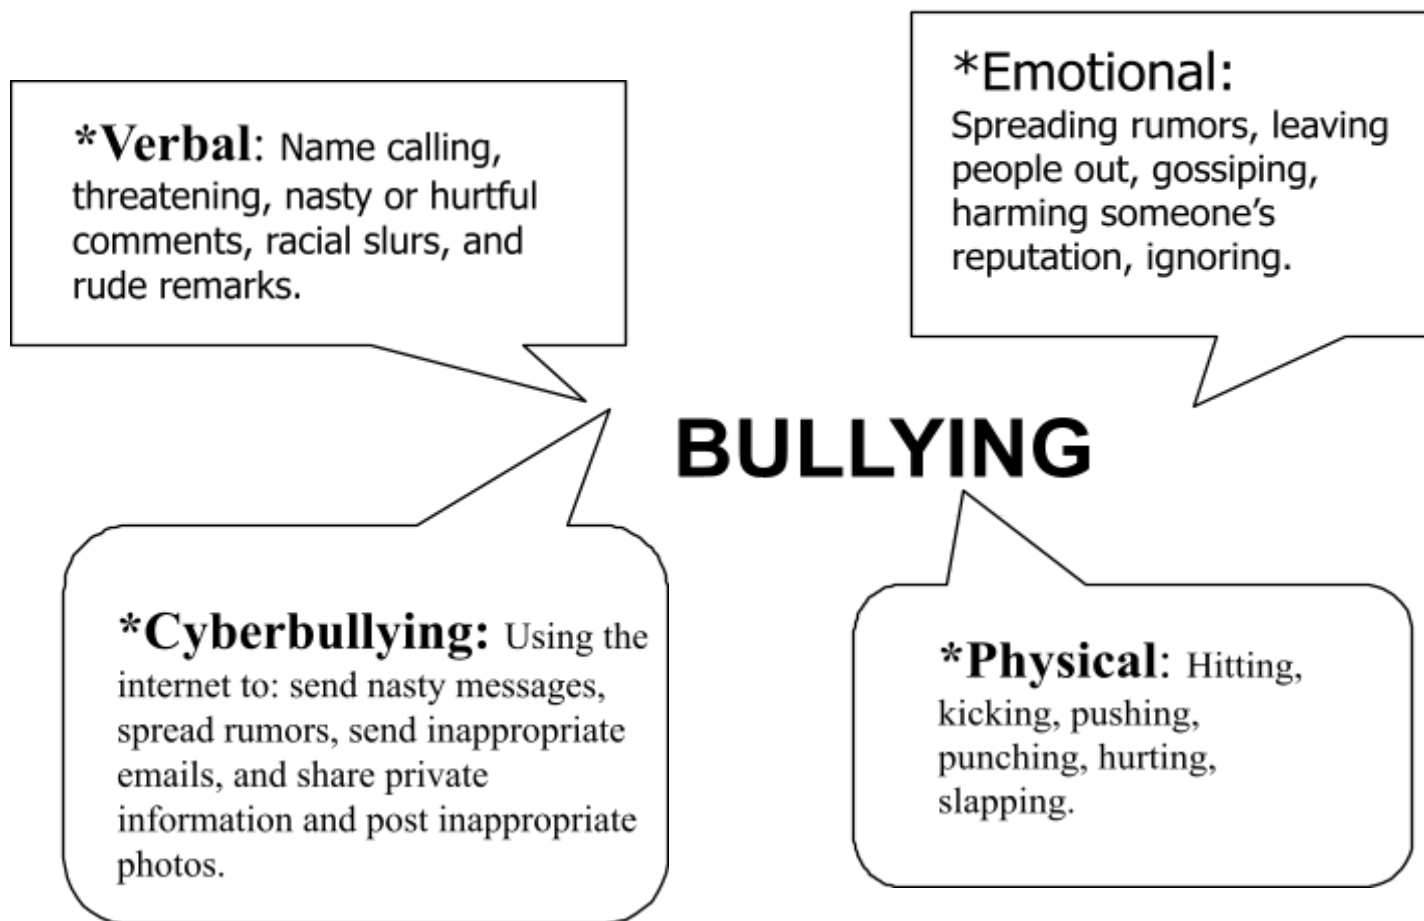 *Verbal: Name calling,
threatening, nasty or hurtful
comments, racial slurs, and
rude remarks.
*Emotional:
Spreading rumors, leaving
people out, gossiping,
harming someone’s
reputation, ignoring.
BULLYING
*Cyberbullying: Using the
internet to: send nasty messages,
spread rumors, send inappropriate
emails, and share private
information and post inappropriate
photos.
*Physical: Hitting,
kicking, pushing,
punching, hurting,
slapping.